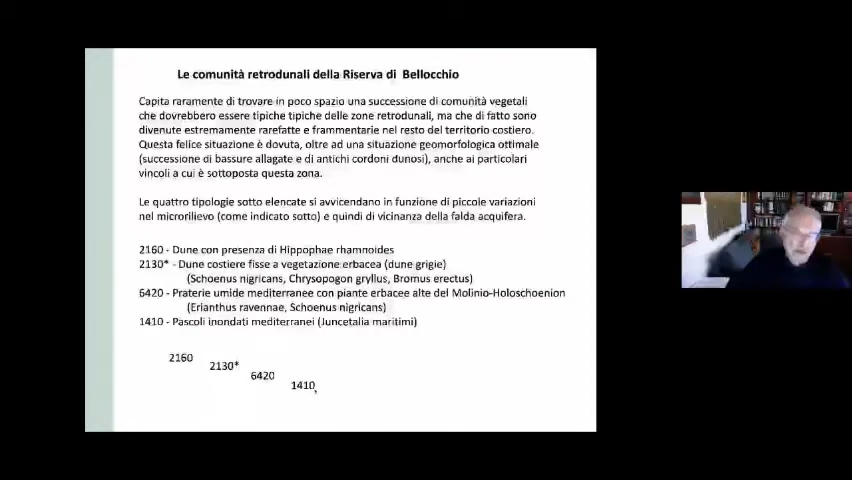 Le comunità retrodunali della Riserva di Bellocchio
Capita raramente di trovare in poco spazio una successione di comunità vegetali
che dovrebbero essere tipiche tipiche delle zone retrodunali, ma che di fatto sono
divenute estremamente rarefatte e frammentarie nel resto del territorio costiero.
Questa felice situazione è dovuta, oltre ad una situazione geomorfologica ottimale
(successione di bassure allagate e di antichi cordoni dunosi), anche ai particolari
vincoli a cui è sottoposta questa zona.
Le quattro tipologie sotto elencate si avvicendano in funzione di piccole variazioni
nel microrilievo (come indicato sotto) e quindi di vicinanza della falda acquifera.
2160 - Dune con presenza di Hippophae rhamnoides
2130* - Dune costiere fisse a vegetazione erbacea (dune grigie)
(Schoenus nigricans, Chrysopogon gryllus, Bromus erectus)
6420 - Praterie umide mediterranee con piante erbacee alte del Molinio-Holoschoenion
(Erianthus ravennae, Schoenus nigricans)
1410 - Pascoli inondati mediterranei (Juncetalia maritimi)
2160
2130*
6420
1410,